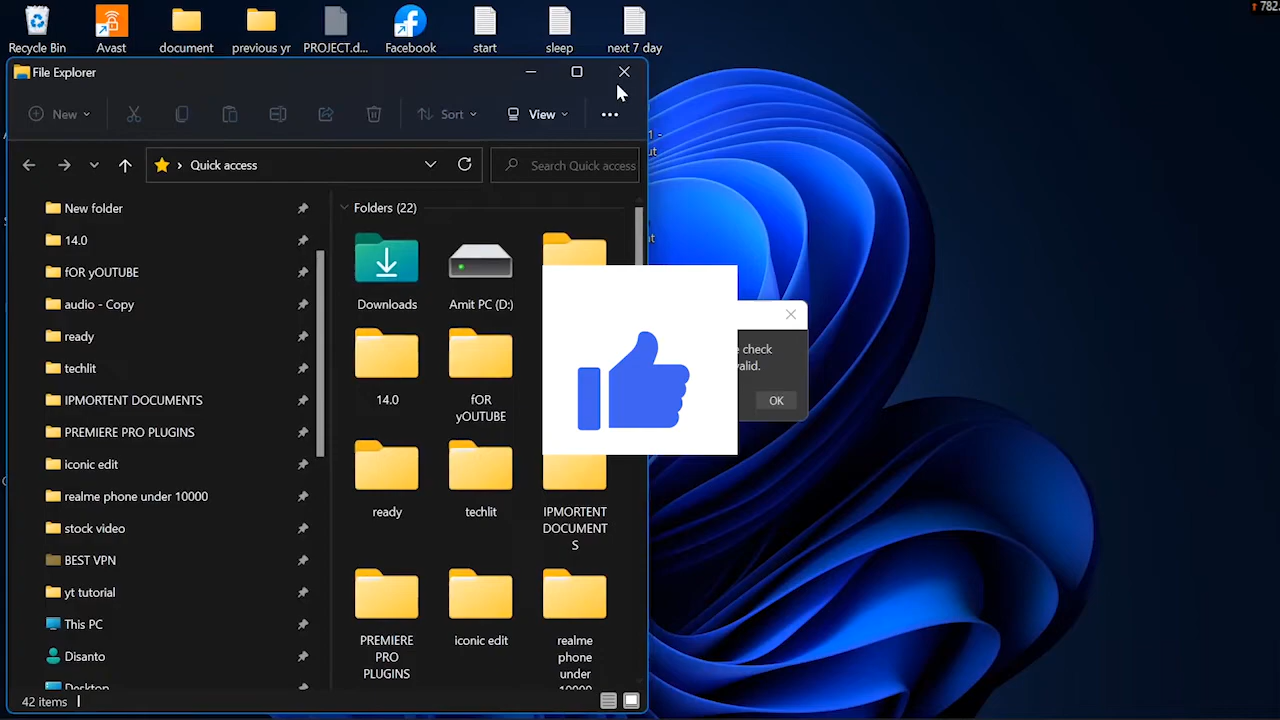 782.
Recycle Bin
Avast
document
previous yr
PROJECT.d...
Facebook
start
sleep
next 7 day
File Explorer
New
Sort
View
Quick access
Search Quick access
New folder
14.0
fOR yOUTUBE
audio - Copy
ready
techlit
IPMORTENT DOCUMENTS
PREMIERE PRO PLUGINS
iconic edit
realme phone under 10000
stock video
BEST VPN
yt tutorial
This PC
Disanto
Desktop
Folders (22)
Downloads
Amit PC (D:)
14.0
fOR
yOUTUBE
ready
techlit
IPMORTENT
DOCUMENT
S
PREMIERE
PRO
PLUGINS
iconic edit
realme
phone
under
10000
e check
valid.
OK
42 items